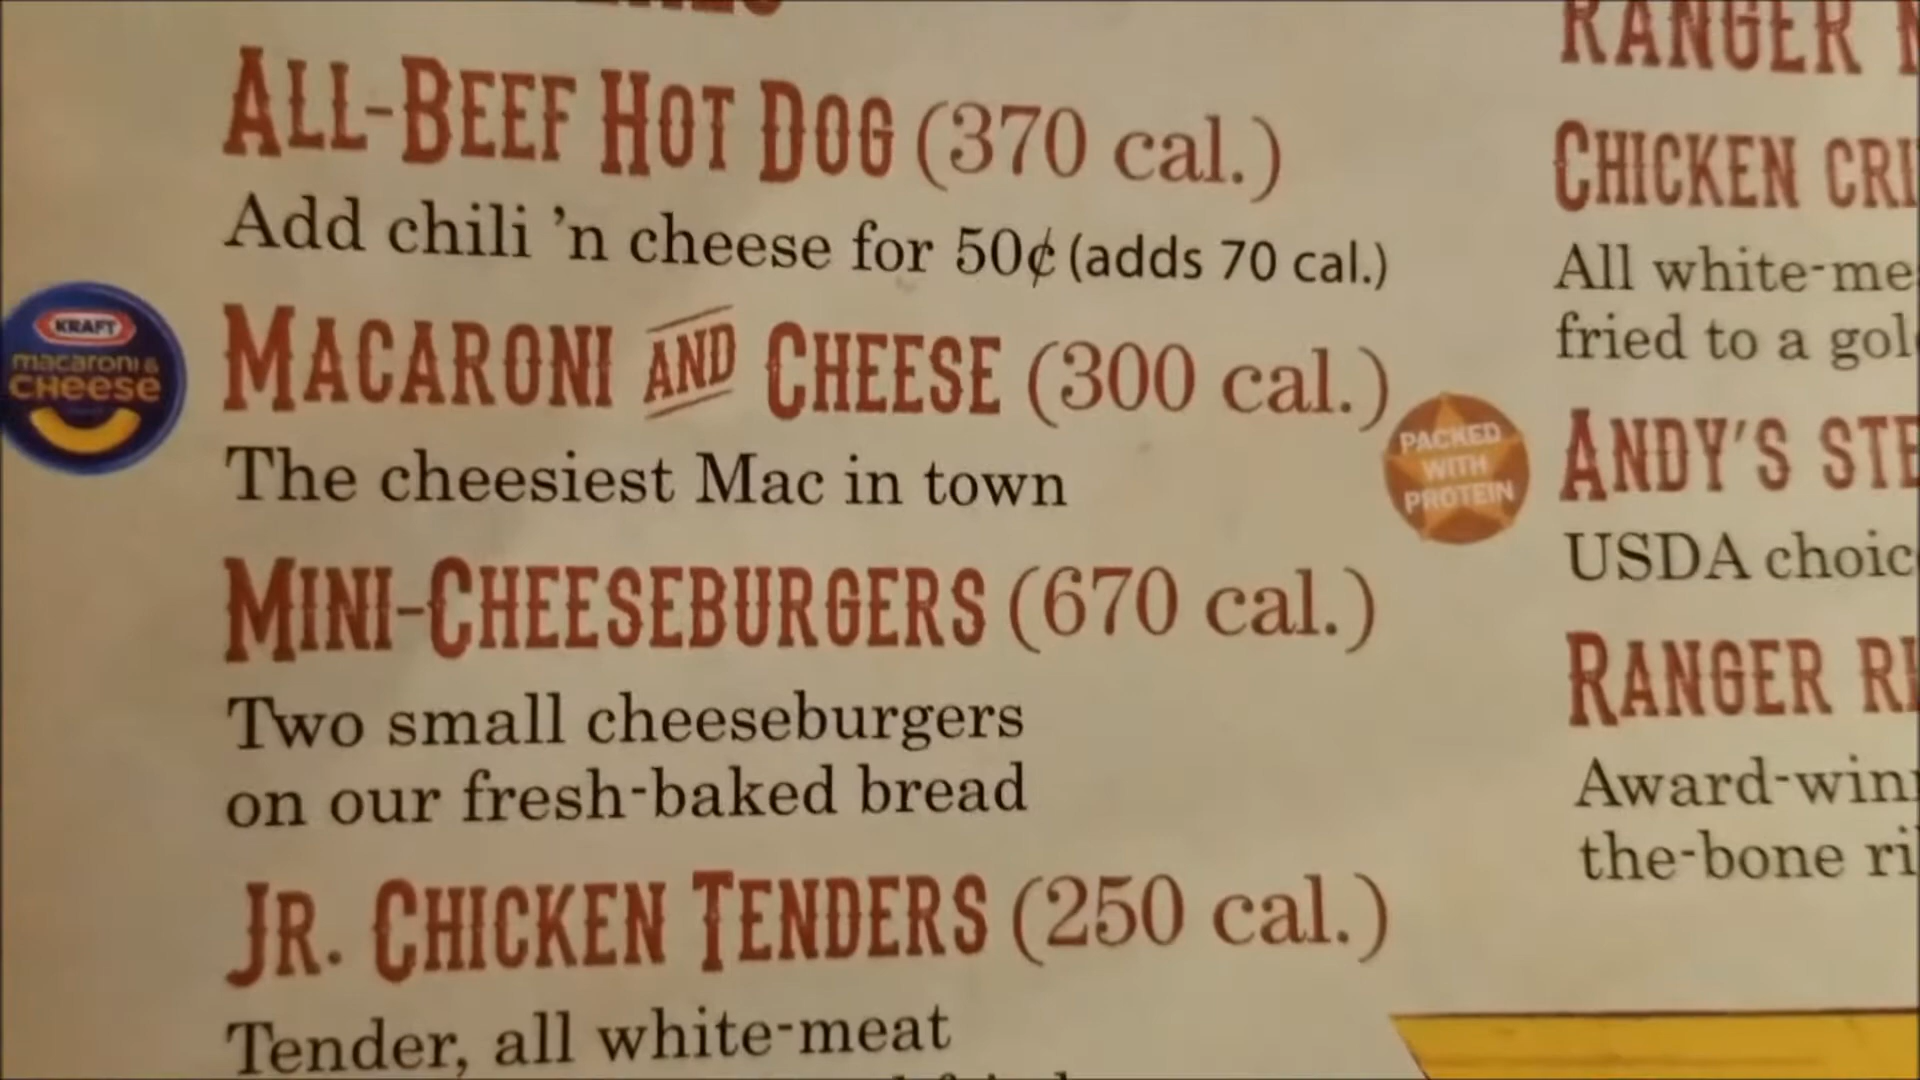 ALL-BEEF HOT DOG (370 cal.)
Add chili 'n cheese for 50¢ (adds 70 cal.)
KRAFT
macaroni &
CHEESE
MACARONI AND CHEESE (300 cal.)
The cheesiest Mac in town
MINI-CHEESEBURGERS (670 cal.)
Two small cheeseburgers
on our fresh-baked bread
JR. CHICKEN TENDERS (250 cal.)
Tender, all white-meat
RANGER
CHICKEN CRI
All white-me
fried to a gol
PACKED
WITH
PROTEIN
ANDY'S STE
USDA choic
RANGER RI
Award-win
the-bone ri